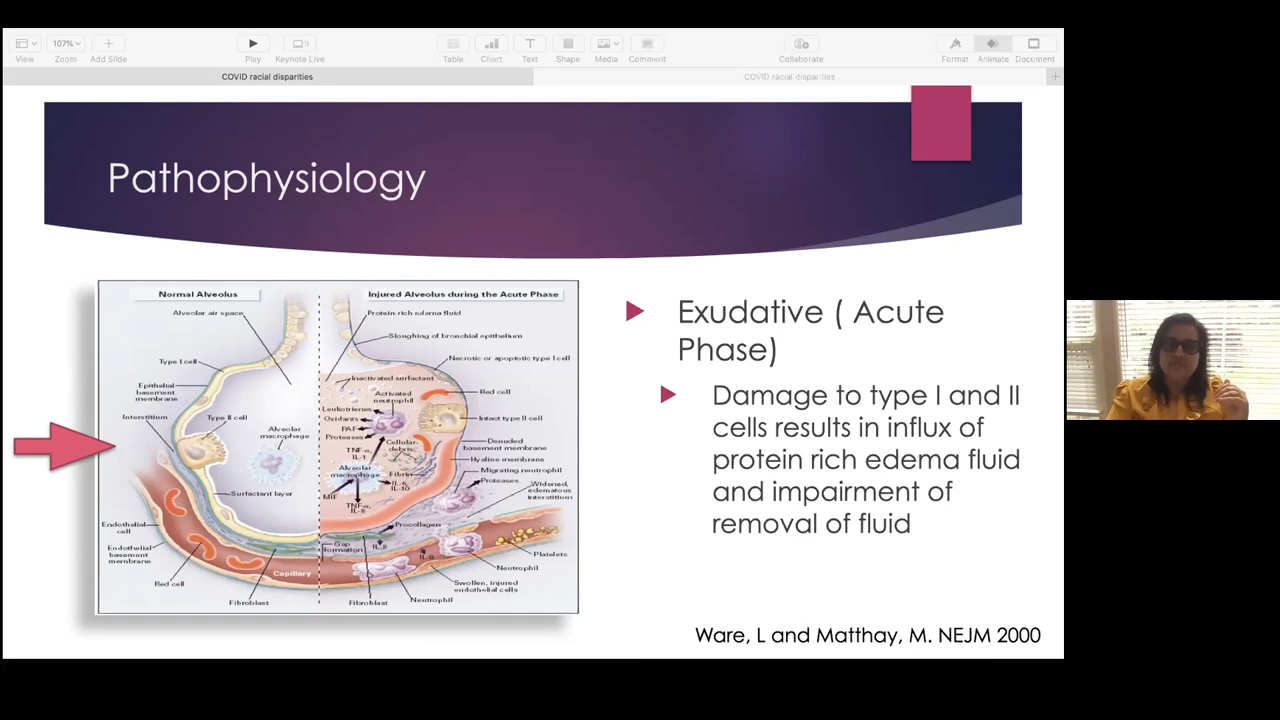 107%
View
Zoom
Add Slide
Play
Keynote Live
Table
Chart
Text
Shape
Media
Comment
Collaborate
Format
Animate
Document
COVID racial disparities
COVID racial disparities
Pathophysiology
Normal Alveolus
Injured Alveolus during the Acute Phase
Alveolar air space
Type I cell
Epithelial
basement
membrane
Interstitium
Type II cell
Alveolar
macrophage
Surfactant layer
Endothelial
cell
Endothelial
basement
membrane
Red cell
Capillary
Fibroblast
Protein-rich edema fluid
Sloughing of bronchial epithelium
Necrotic or apoptotic type I cell
Inactivated surfactant
Red cell
Activated
neutrophil
Leukotrienes
Oxidants
PAF
Proteases
Intact type II cell
TNF-α,
IL-1
Cellular
debris
Denuded
basement membrane
Hyaline membrane
Alveolar
macrophage
Fibrin
Migrating neutrophil
Proteases
IL-6,
IL-10
MIF
TNF-α,
IL-8
Widened,
edematous
interstitium
Procollagen
Gap
formation
IL-8
IL-8
Platelets
Neutrophil
Swollen, injured
endothelial cells
Fibroblast
Neutrophil
Exudative ( Acute
Phase)
Damage to type I and II
cells results in influx of
protein rich edema fluid
and impairment of
removal of fluid
Ware, L and Matthay, M. NEJM 2000